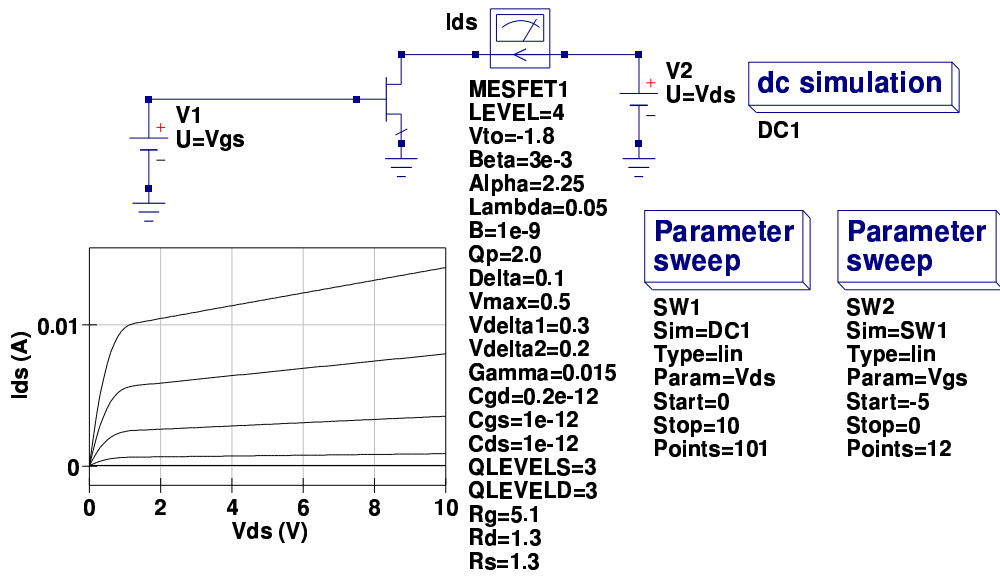 Ids
V1
U=Vgs
MESFET1
LEVEL=4
Vto=-1.8
Beta=3e-3
Alpha=2.25
Lambda=0.05
B=1e-9
Qp=2.0
Delta=0.1
Vmax=0.5
Vdelta1=0.3
Vdelta2=0.2
Gamma=0.015
Cgd=0.2e-12
Cgs=1e-12
Cds=1e-12
QLEVELS=3
QLEVELD=3
Rg=5.1
Rd=1.3
Rs=1.3
V2
U=Vds
dc simulation
DC1
Parameter
sweep
SW1
Sim=DC1
Type=lin
Param=Vds
Start=0
Stop=10
Points=101
Parameter
sweep
SW2
Sim=SW1
Type=lin
Param=Vgs
Start=-5
Stop=0
Points=12
Ids (A)
0.01
0
0 2 4 6 8 10
Vds (V)